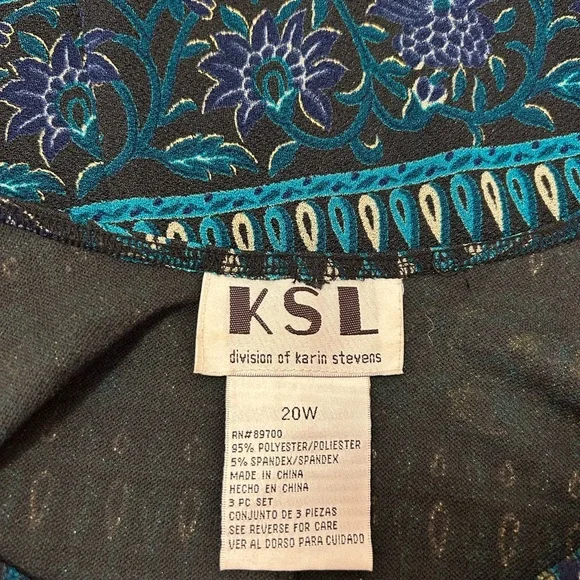 KSL
division of karin stevens
20W
RN#89700
95% POLYESTER/POLIESTER
5% SPANDEX/SPANDEX
MADE IN CHINA
HECHO EN CHINA
3 PC SET
CONJUNTO DE 3 PIEZAS
SEE REVERSE FOR CARE
VER AL DORSO PARA CUIDADO